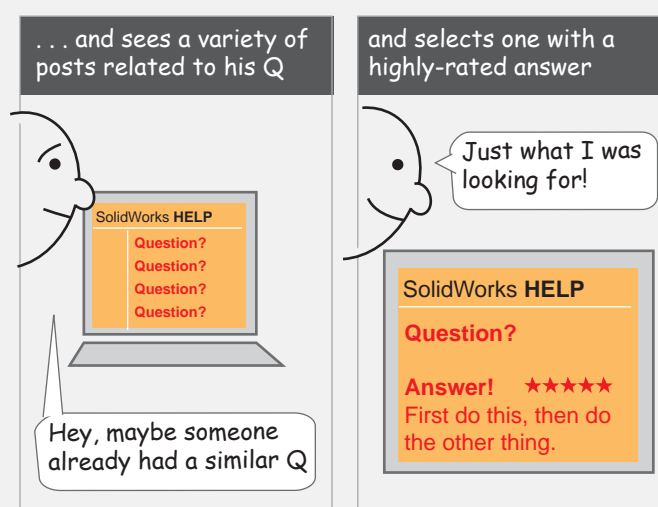 . . . and sees a variety of
posts related to his Q
SolidWorks HELP
Question?
Question?
Question?
Question?
Hey, maybe someone
already had a similar Q
and selects one with a
highly-rated answer
Just what I was
looking for!
SolidWorks HELP
Question?
Answer! ★★★★★
First do this, then do
the other thing.